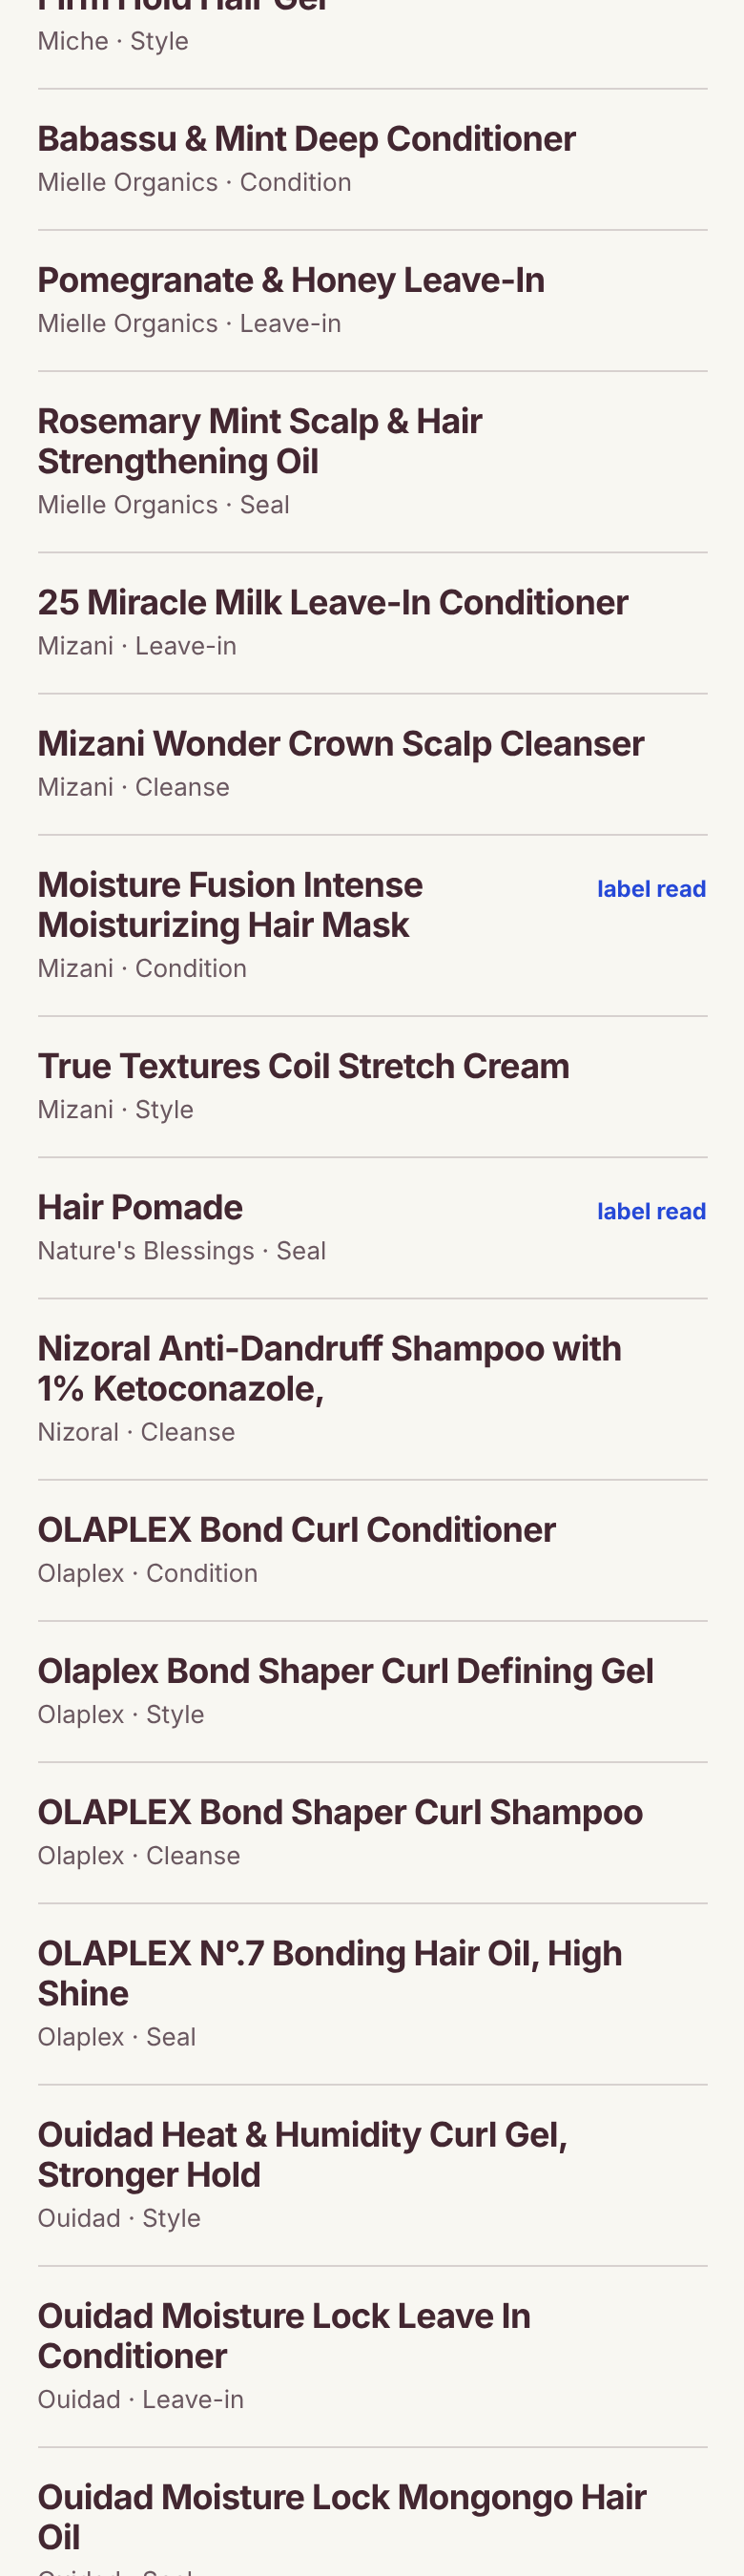 Firm Hold Hair Gel
Miche · Style
Babassu & Mint Deep Conditioner
Mielle Organics · Condition
Pomegranate & Honey Leave-In
Mielle Organics · Leave-in
Rosemary Mint Scalp & Hair
Strengthening Oil
Mielle Organics · Seal
25 Miracle Milk Leave-In Conditioner
Mizani · Leave-in
Mizani Wonder Crown Scalp Cleanser
Mizani · Cleanse
Moisture Fusion Intense
label read
Moisturizing Hair Mask
Mizani · Condition
True Textures Coil Stretch Cream
Mizani · Style
Hair Pomade
label read
Nature's Blessings · Seal
Nizoral Anti-Dandruff Shampoo with
1% Ketoconazole,
Nizoral · Cleanse
OLAPLEX Bond Curl Conditioner
Olaplex · Condition
Olaplex Bond Shaper Curl Defining Gel
Olaplex · Style
OLAPLEX Bond Shaper Curl Shampoo
Olaplex · Cleanse
OLAPLEX N°.7 Bonding Hair Oil, High
Shine
Olaplex · Seal
Ouidad Heat & Humidity Curl Gel,
Stronger Hold
Ouidad · Style
Ouidad Moisture Lock Leave In
Conditioner
Ouidad · Leave-in
Ouidad Moisture Lock Mongongo Hair
Oil